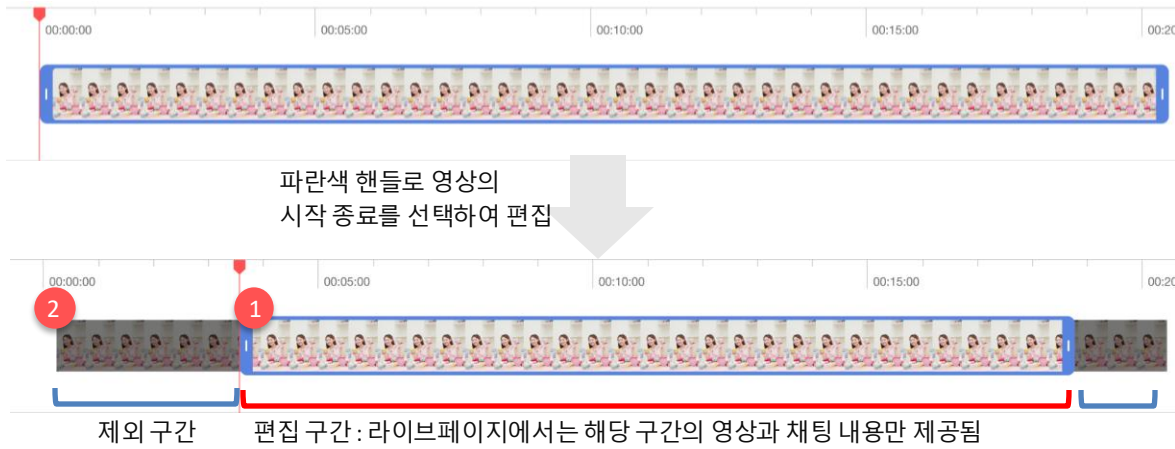 00:00:00 00:05:00 00:10:00 00:15:00 00:20
파란색 핸들로 영상의
시작 종료를 선택하여 편집
00:00:00 00:05:00 00:10:00 00:15:00 00:20
2 1
제외 구간 편집 구간 : 라이브페이지에서는 해당 구간의 영상과 채팅 내용만 제공됨